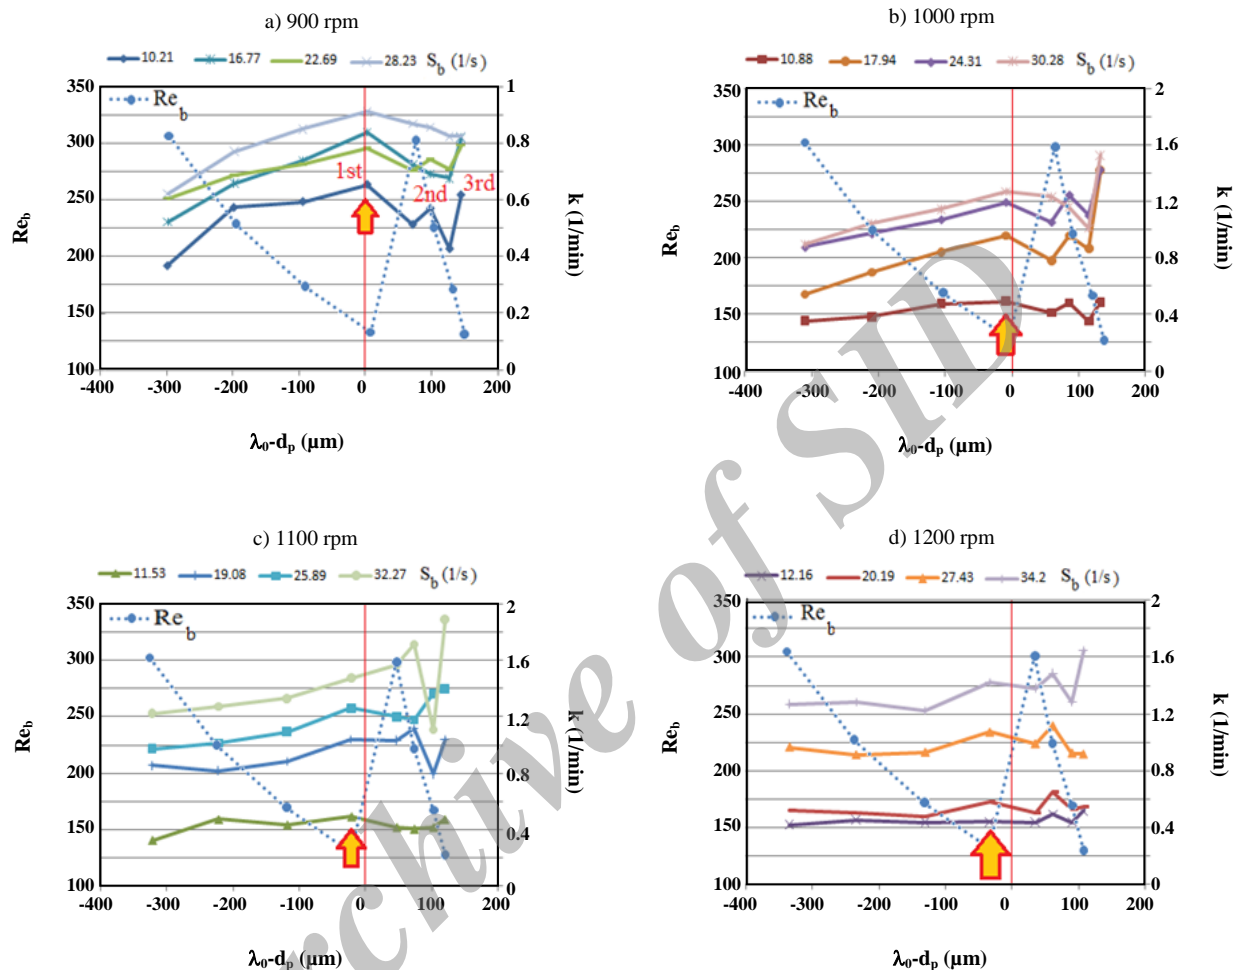 a) 900 rpm
10.21 16.77 22.69 28.23 S_b (1/s)
Re_b
350 300 250 200 150 100
Re_b
1st 2nd 3rd
1 0.8 0.6 0.4 0.2 0
k (1/min)
-400 -300 -200 -100 0 100 200
λ₀-d_p (µm)
b) 1000 rpm
10.88 17.94 24.31 30.28 S_b (1/s)
Re_b
350 300 250 200 150 100
Re_b
2 1.6 1.2 0.8 0.4 0
k (1/min)
-400 -300 -200 -100 0 100 200
λ₀-d_p (µm)
c) 1100 rpm
11.53 19.08 25.89 32.27 S_b (1/s)
Re_b
350 300 250 200 150 100
Re_b
2 1.6 1.2 0.8 0.4 0
k (1/min)
-400 -300 -200 -100 0 100 200
λ₀-d_p (µm)
d) 1200 rpm
12.16 20.19 27.43 34.2 S_b (1/s)
Re_b
350 300 250 200 150 100
Re_b
2 1.6 1.2 0.8 0.4 0
k (1/min)
-400 -300 -200 -100 0 100 200
λ₀-d_p (µm)
rchive of SID